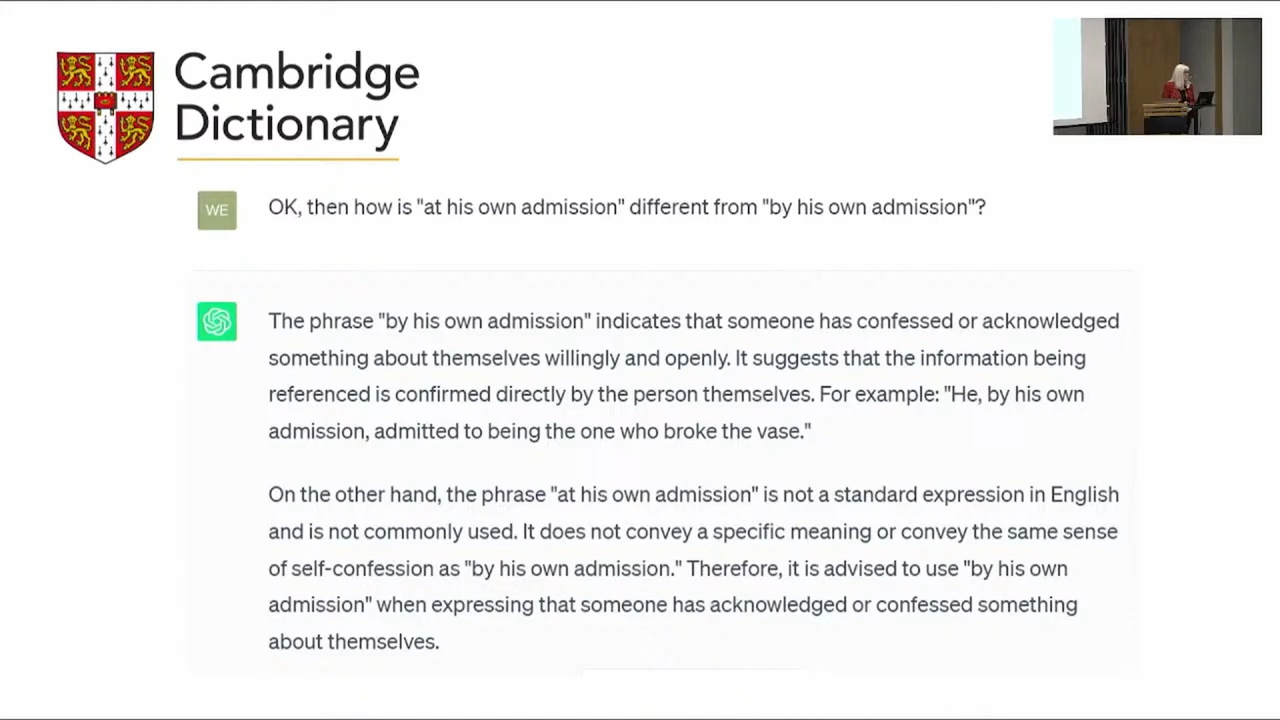 Cambridge
Dictionary
WE
OK, then how is "at his own admission" different from "by his own admission"?
The phrase "by his own admission" indicates that someone has confessed or acknowledged
something about themselves willingly and openly. It suggests that the information being
referenced is confirmed directly by the person themselves. For example: "He, by his own
admission, admitted to being the one who broke the vase."
On the other hand, the phrase "at his own admission" is not a standard expression in English
and is not commonly used. It does not convey a specific meaning or convey the same sense
of self-confession as "by his own admission." Therefore, it is advised to use "by his own
admission" when expressing that someone has acknowledged or confessed something
about themselves.